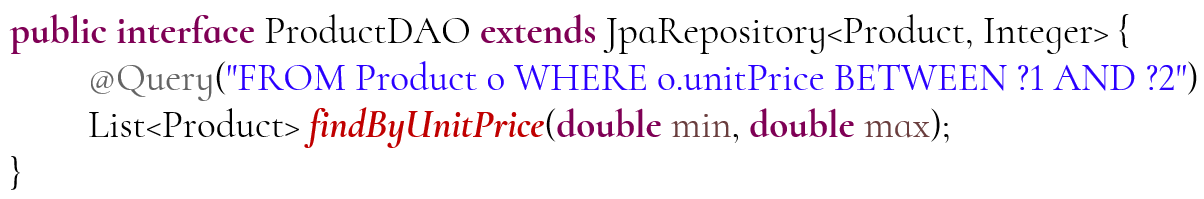 public interface ProductDAO extends JpaRepository<Product, Integer> {
@Query("FROM Product o WHERE o.unitPrice BETWEEN ?1 AND ?2")
List<Product> findByUnitPrice(double min, double max);
}